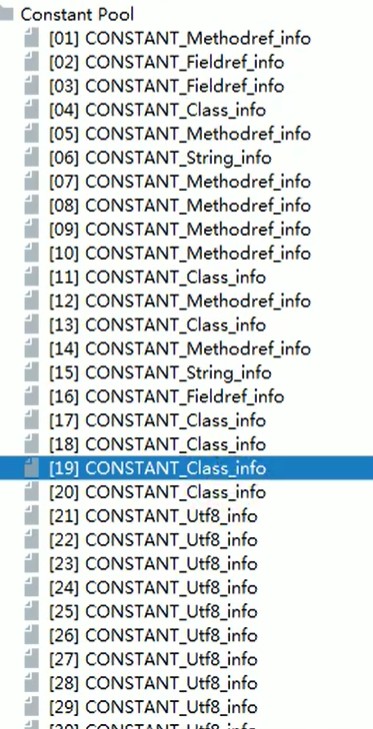 Constant Pool
[01] CONSTANT_Methodref_info
[02] CONSTANT_Fieldref_info
[03] CONSTANT_Fieldref_info
[04] CONSTANT_Class_info
[05] CONSTANT_Methodref_info
[06] CONSTANT_String_info
[07] CONSTANT_Methodref_info
[08] CONSTANT_Methodref_info
[09] CONSTANT_Methodref_info
[10] CONSTANT_Methodref_info
[11] CONSTANT_Class_info
[12] CONSTANT_Methodref_info
[13] CONSTANT_Class_info
[14] CONSTANT_Methodref_info
[15] CONSTANT_String_info
[16] CONSTANT_Fieldref_info
[17] CONSTANT_Class_info
[18] CONSTANT_Class_info
[19] CONSTANT_Class_info
[20] CONSTANT_Class_info
[21] CONSTANT_Utf8_info
[22] CONSTANT_Utf8_info
[23] CONSTANT_Utf8_info
[24] CONSTANT_Utf8_info
[25] CONSTANT_Utf8_info
[26] CONSTANT_Utf8_info
[27] CONSTANT_Utf8_info
[28] CONSTANT_Utf8_info
[29] CONSTANT_Utf8_info
[30] CONSTANT_Utf8_info